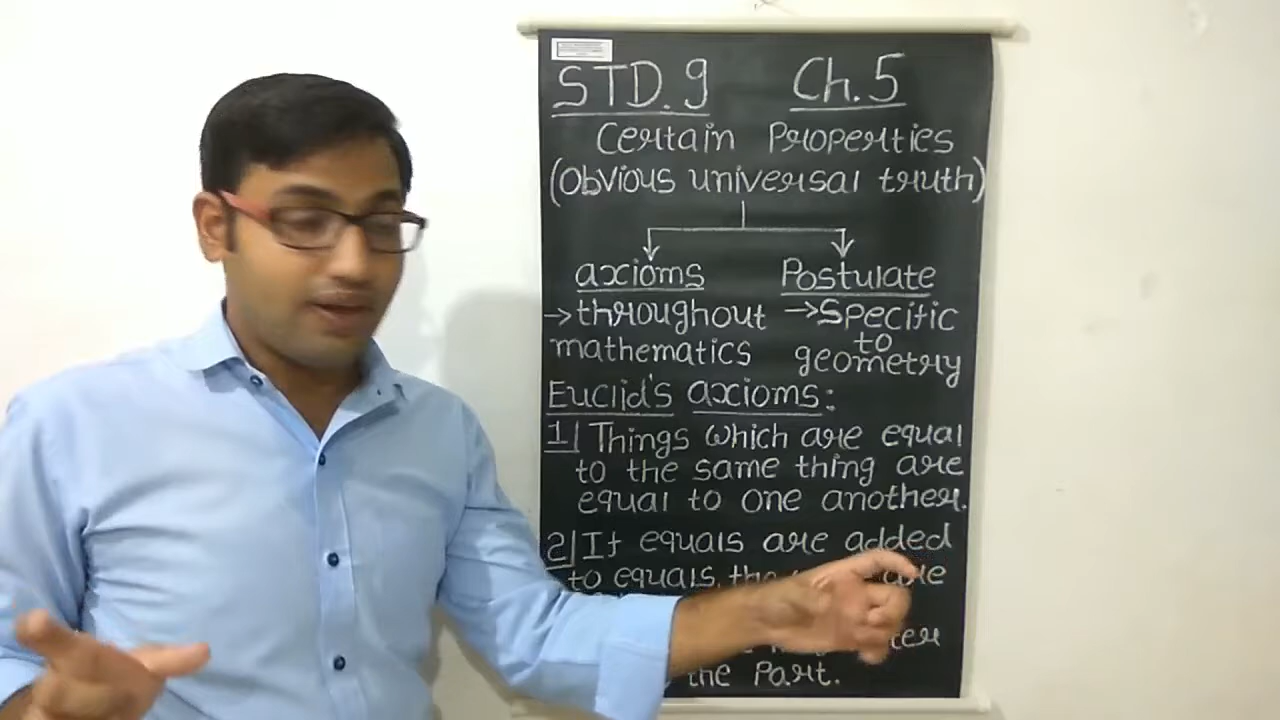 STD. 9 Ch. 5
Certain Properties
(Obvious universal truth)
axioms Postulate
→throughout →Specific
mathematics to geometry
Euclid's axioms:
1| Things which are equal
to the same thing are
equal to one another.
2| If equals are added
to equals, the are
the Part.